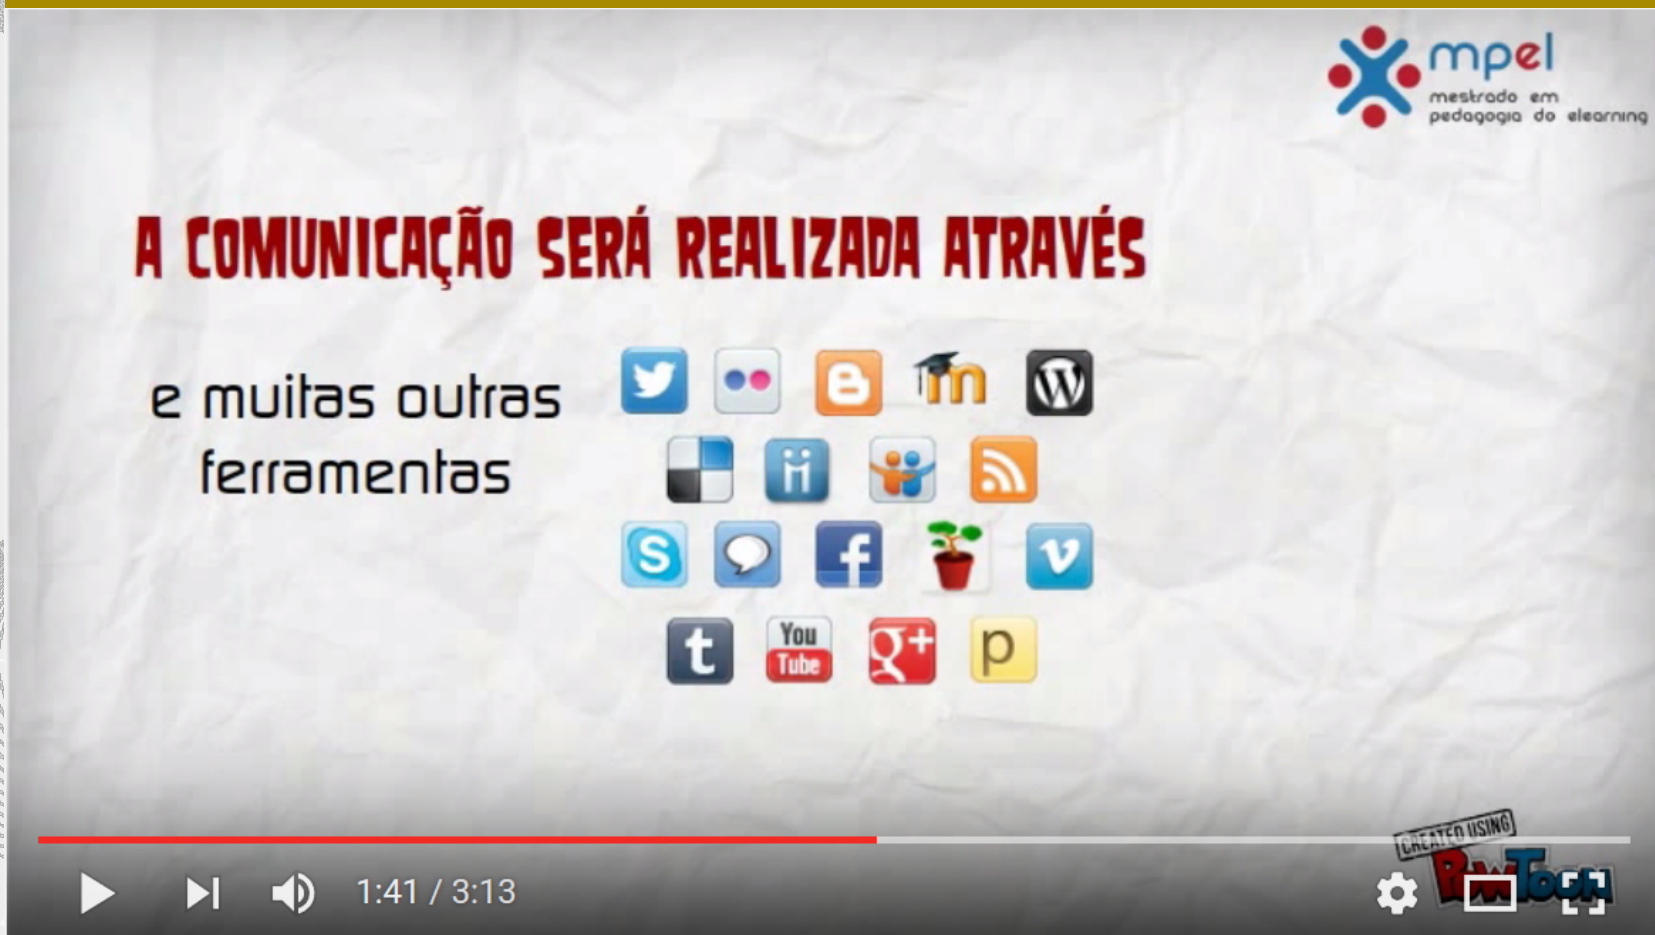 mpel
mestrado em
pedagogia do elearning
A COMUNICAÇÃO SERÁ REALIZADA ATRAVÉS
e muitas outras
ferramentas
You
Tube
g+
p
CREATED USING
PowToon
1:41 / 3:13